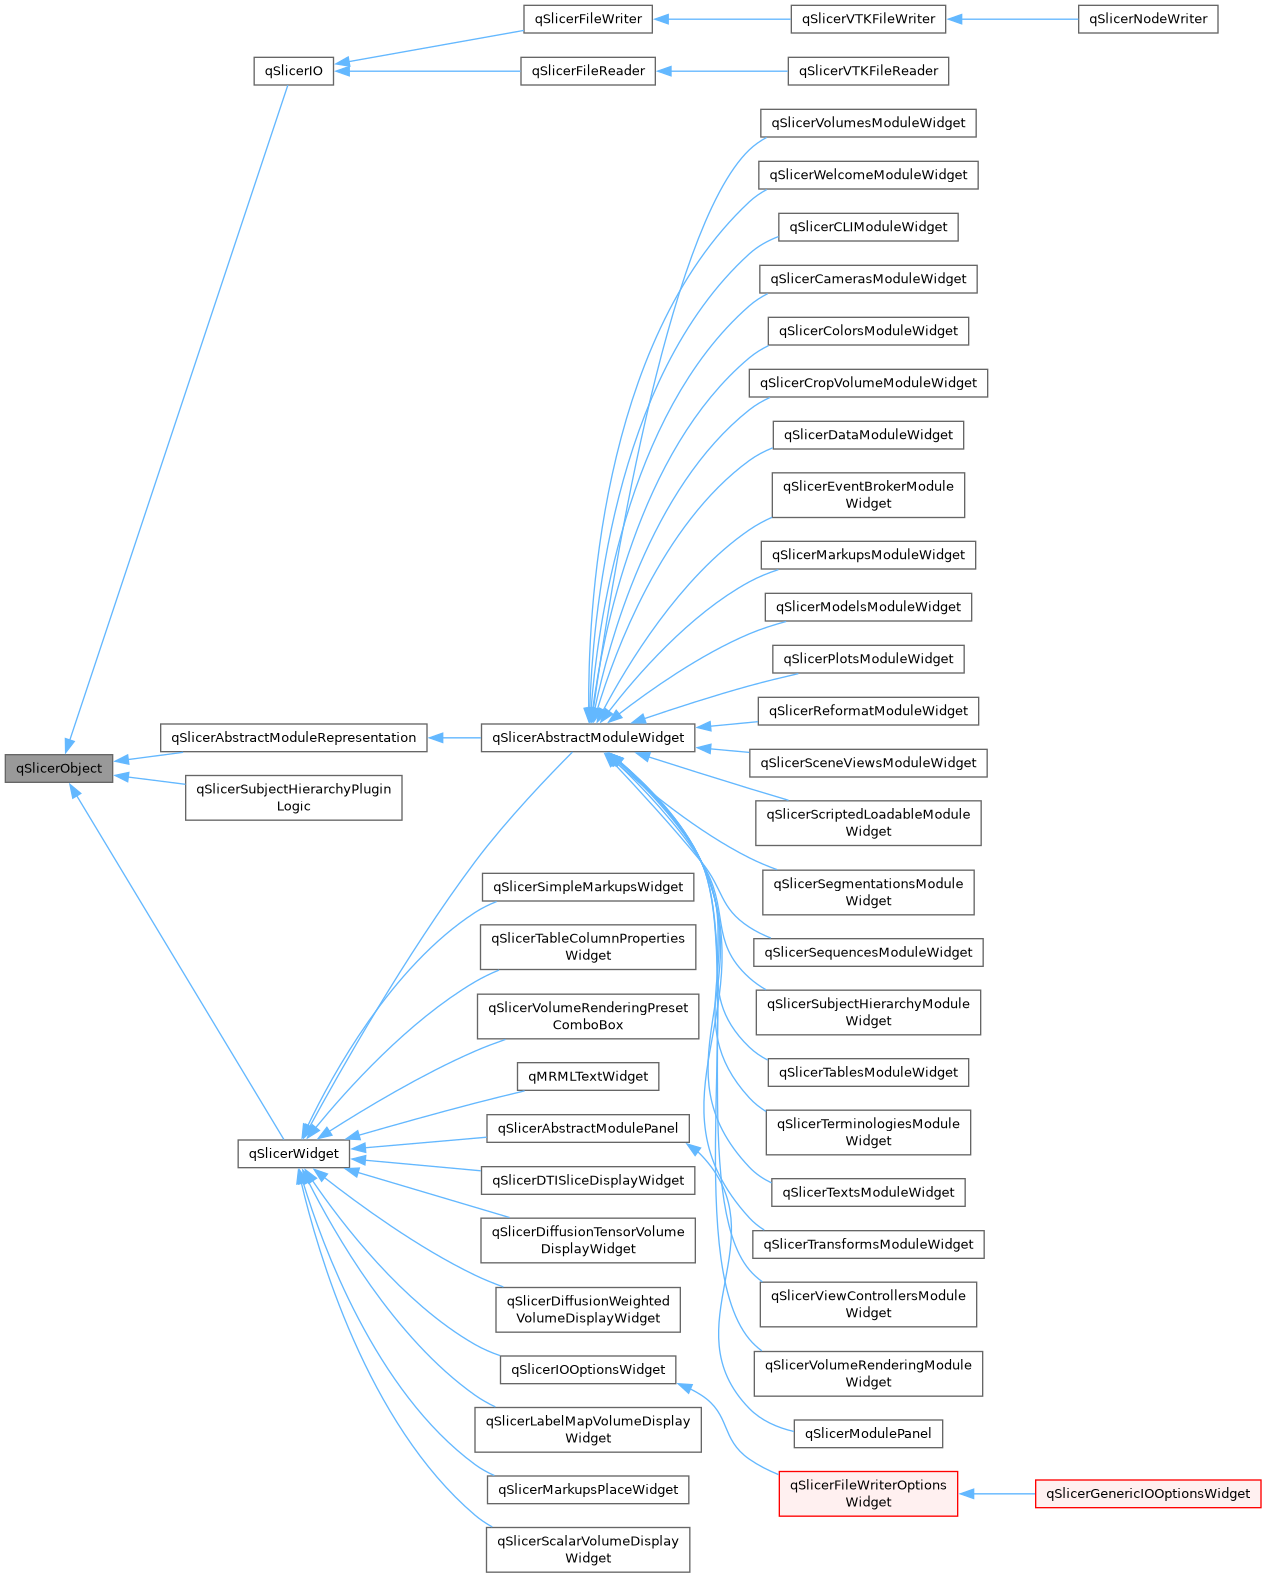 qSlicerFileWriter
qSlicerVTKFileWriter
qSlicerNodeWriter
qSlicerIO
qSlicerFileReader
qSlicerVTKFileReader
qSlicerVolumesModuleWidget
qSlicerWelcomeModuleWidget
qSlicerCLIModuleWidget
qSlicerCamerasModuleWidget
qSlicerColorsModuleWidget
qSlicerCropVolumeModuleWidget
qSlicerDataModuleWidget
qSlicerEventBrokerModule
Widget
qSlicerMarkupsModuleWidget
qSlicerModelsModuleWidget
qSlicerPlotsModuleWidget
qSlicerReformatModuleWidget
qSlicerAbstractModuleRepresentation
qSlicerAbstractModuleWidget
qSlicerSceneViewsModuleWidget
qSlicerObject
qSlicerSubjectHierarchyPlugin
Logic
qSlicerScriptedLoadableModule
Widget
qSlicerSegmentationsModule
Widget
qSlicerSimpleMarkupsWidget
qSlicerTableColumnProperties
Widget
qSlicerSequencesModuleWidget
qSlicerVolumeRenderingPreset
ComboBox
qSlicerSubjectHierarchyModule
Widget
qMRMLTextWidget
qSlicerTablesModuleWidget
qSlicerAbstractModulePanel
qSlicerTerminologiesModule
Widget
qSlicerWidget
qSlicerDTISliceDisplayWidget
qSlicerTextsModuleWidget
qSlicerDiffusionTensorVolume
DisplayWidget
qSlicerTransformsModuleWidget
qSlicerDiffusionWeighted
VolumeDisplayWidget
qSlicerViewControllersModule
Widget
qSlicerIOOptionsWidget
qSlicerVolumeRenderingModule
Widget
qSlicerLabelMapVolumeDisplay
Widget
qSlicerModulePanel
qSlicerMarkupsPlaceWidget
qSlicerFileWriterOptions
Widget
qSlicerGenericIOOptionsWidget
qSlicerScalarVolumeDisplay
Widget